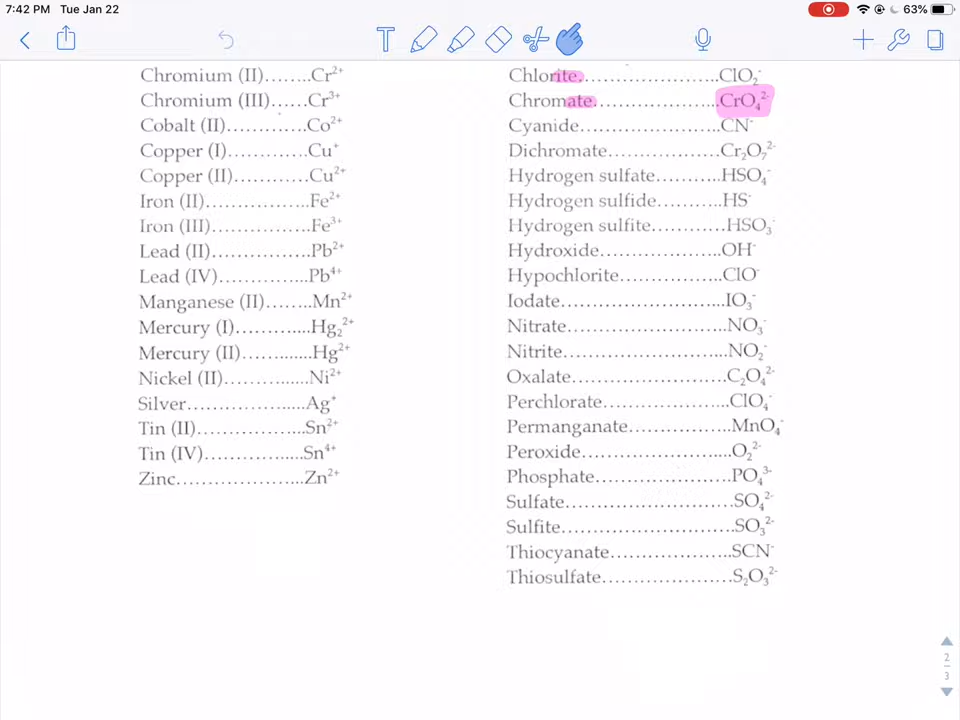 7:42 PM Tue Jan 22 63%
Chromium (II)........Cr²⁺
Chromium (III)......Cr³⁺
Cobalt (II).............Co²⁺
Copper (I)..............Cu⁺
Copper (II).............Cu²⁺
Iron (II).................Fe²⁺
Iron (III)................Fe³⁺
Lead (II)................Pb²⁺
Lead (IV)...............Pb⁴⁺
Manganese (II)........Mn²⁺
Mercury (I)............Hg₂²⁺
Mercury (II)............Hg²⁺
Nickel (II).............Ni²⁺
Silver....................Ag⁺
Tin (II)..................Sn²⁺
Tin (IV).................Sn⁴⁺
Zinc.....................Zn²⁺
Chlorite......................ClO₂⁻
Chromate....................CrO₄²⁻
Cyanide......................CN⁻
Dichromate..................Cr₂O₇²⁻
Hydrogen sulfate...........HSO₄⁻
Hydrogen sulfide...........HS⁻
Hydrogen sulfite............HSO₃⁻
Hydroxide....................OH⁻
Hypochlorite.................ClO⁻
Iodate.........................IO₃⁻
Nitrate........................NO₃⁻
Nitrite.........................NO₂⁻
Oxalate.......................C₂O₄²⁻
Perchlorate..................ClO₄⁻
Permanganate...............MnO₄⁻
Peroxide......................O₂²⁻
Phosphate....................PO₄³⁻
Sulfate.........................SO₄²⁻
Sulfite.........................SO₃²⁻
Thiocyanate..................SCN⁻
Thiosulfate....................S₂O₃²⁻
2
3